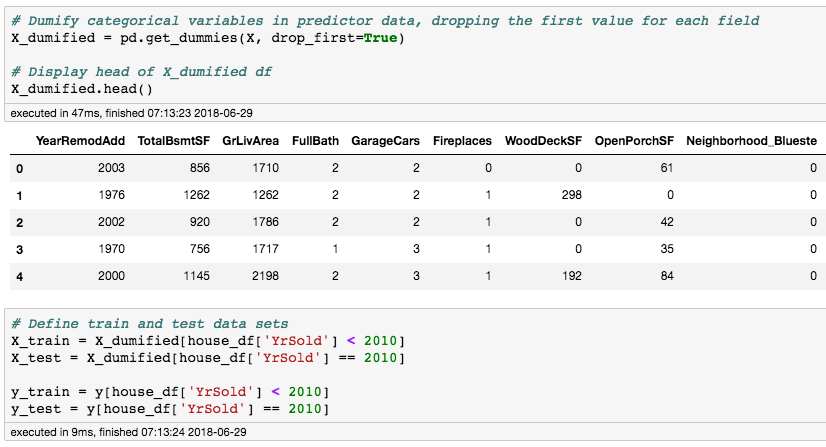 # Dumify categorical variables in predictor data, dropping the first value for each field
X_dumified = pd.get_dummies(X, drop_first=True)
# Display head of X_dumified df
X_dumified.head()
executed in 47ms, finished 07:13:23 2018-06-29
YearRemodAdd TotalBsmtSF GrLivArea FullBath GarageCars Fireplaces WoodDeckSF OpenPorchSF Neighborhood_Blueste
0 2003 856 1710 2 2 0 0 61 0
1 1976 1262 1262 2 2 1 298 0 0
2 2002 920 1786 2 2 1 0 42 0
3 1970 756 1717 1 3 1 0 35 0
4 2000 1145 2198 2 3 1 192 84 0
# Define train and test data sets
X_train = X_dumified[house_df['YrSold'] < 2010]
X_test = X_dumified[house_df['YrSold'] == 2010]
y_train = y[house_df['YrSold'] < 2010]
y_test = y[house_df['YrSold'] == 2010]
executed in 9ms, finished 07:13:24 2018-06-29